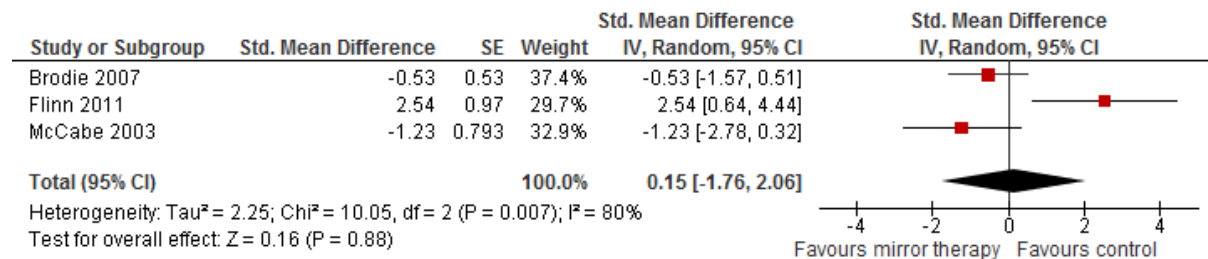 Std. Mean Difference Std. Mean Difference
Study or Subgroup Std. Mean Difference SE Weight IV, Random, 95% CI IV, Random, 95% CI
Brodie 2007 -0.53 0.53 37.4% -0.53 [-1.57, 0.51]
Flinn 2011 2.54 0.97 29.7% 2.54 [0.64, 4.44]
McCabe 2003 -1.23 0.793 32.9% -1.23 [-2.78, 0.32]
Total (95% CI) 100.0% 0.15 [-1.76, 2.06]
Heterogeneity: Tau² = 2.25; Chi² = 10.05, df = 2 (P = 0.007); I² = 80%
Test for overall effect: Z = 0.16 (P = 0.88)
-4 -2 0 2 4
Favours mirror therapy Favours control